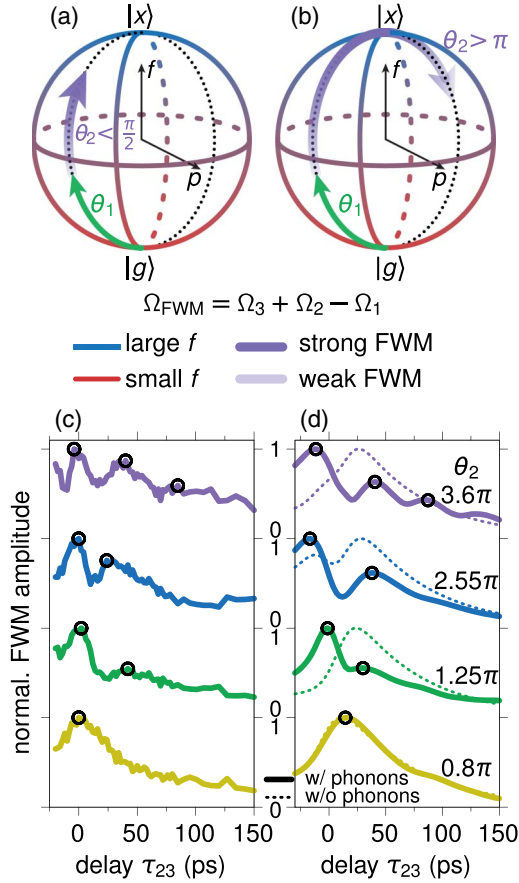 (a) |x⟩
f
θ₂ < π/2
p
θ₁
|g⟩
(b) |x⟩
θ₂ > π
f
p
θ₁
|g⟩
Ω_FWM = Ω₃ + Ω₂ − Ω₁
large f strong FWM
small f weak FWM
(c) (d)
normal. FWM amplitude
1
θ₂
3.6π
0
1
2.55π
0
1
1.25π
0
1
0.8π
w/ phonons
w/o phonons
0
0 50 100 150
0 50 100 150
delay τ₂₃ (ps) delay τ₂₃ (ps)